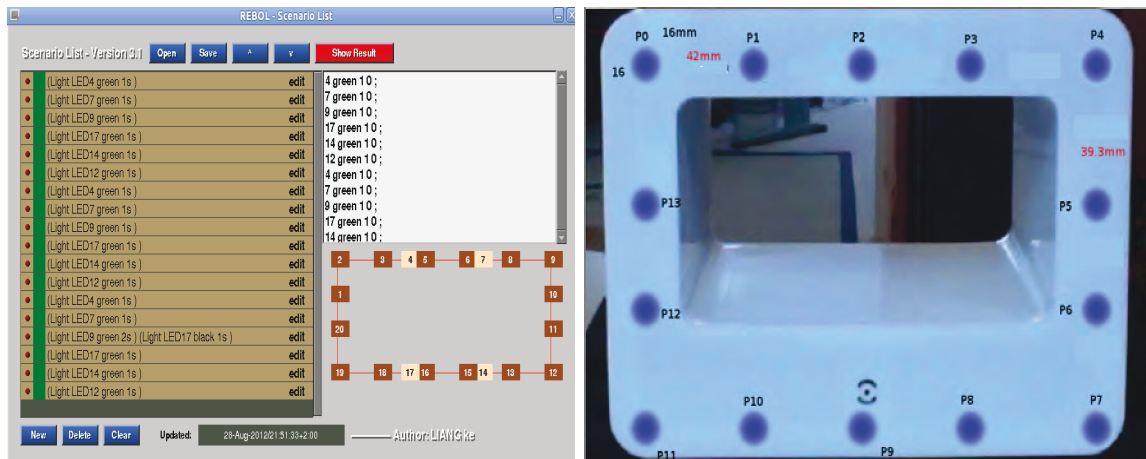 REBOL - Scenario List
Scenario List - Version 3.1 Open Save ^ v Show Result
(Light LED4 green 1s ) edit
(Light LED7 green 1s ) edit
(Light LED9 green 1s ) edit
(Light LED17 green 1s ) edit
(Light LED14 green 1s ) edit
(Light LED12 green 1s ) edit
(Light LED4 green 1s ) edit
(Light LED7 green 1s ) edit
(Light LED9 green 1s ) edit
(Light LED17 green 1s ) edit
(Light LED14 green 1s ) edit
(Light LED12 green 1s ) edit
(Light LED4 green 1s ) edit
(Light LED7 green 1s ) edit
(Light LED9 green 2s ) (Light LED17 black 1s ) edit
(Light LED17 green 1s ) edit
(Light LED14 green 1s ) edit
(Light LED12 green 1s ) edit
4 green 1 0 ;
7 green 1 0 ;
9 green 1 0 ;
17 green 1 0 ;
14 green 1 0 ;
12 green 1 0 ;
4 green 1 0 ;
7 green 1 0 ;
9 green 1 0 ;
17 green 1 0 ;
14 green 1 0 ;
2 3 4 5 6 7 8 9
1 10
20 11
19 18 17 16 15 14 13 12
New Delete Clear Updated: 28-Aug-2012/21:51:33+2:00 Author: LIANG ke
P0 16mm P1 P2 P3 P4
42mm
16
39.3mm
P13 P5
P12 P6
P10 P8 P7
P11 P9